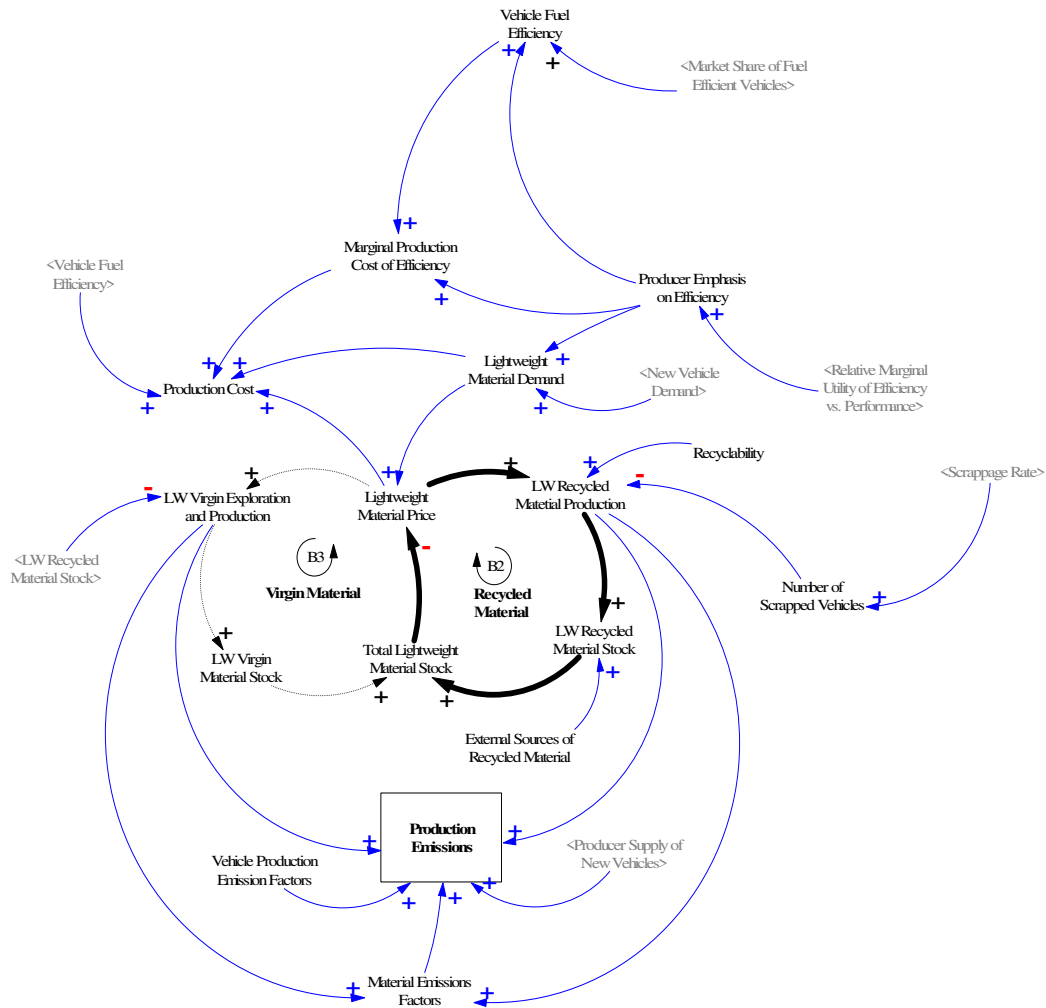 Vehicle Fuel
Efficiency
<Market Share of Fuel
Efficient Vehicles>
Marginal Production
Cost of Efficiency
<Vehicle Fuel
Efficiency>
Producer Emphasis
on Efficiency
Lightweight
Material Demand
<New Vehicle
Demand>
<Relative Marginal
Utility of Efficiency
vs. Performance>
Production Cost
Recyclability
<Scrappage Rate>
LW Virgin Exploration
and Production
Lightweight
Material Price
LW Recycled
Matetial Production
<LW Recycled
Material Stock>
B3
Virgin Material
B2
Recycled
Material
Number of
Scrapped Vehicles
LW Virgin
Material Stock
Total Lightweight
Material Stock
LW Recycled
Material Stock
External Sources of
Recycled Material
Production
Emissions
Vehicle Production
Emission Factors
<Producer Supply of
New Vehicles>
Material Emissions
Factors